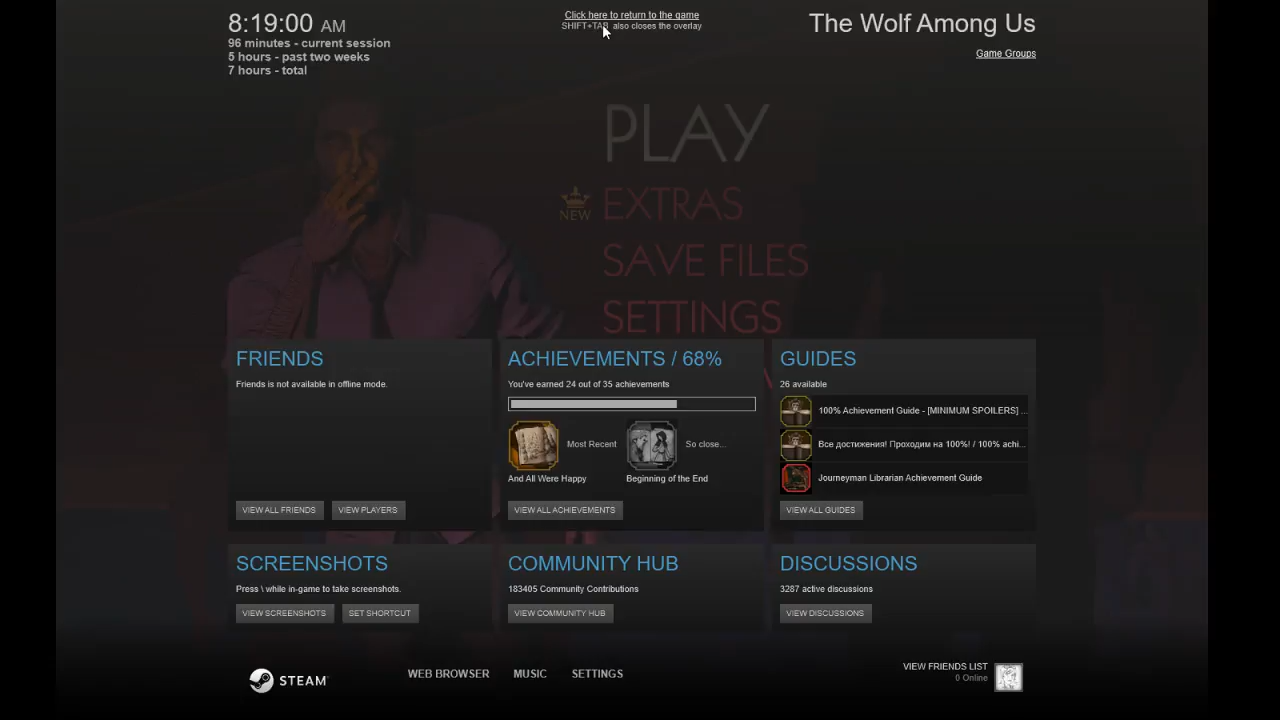 8:19:00 AM
96 minutes - current session
5 hours - past two weeks
7 hours - total
Click here to return to the game
SHIFT+TAB also closes the overlay
The Wolf Among Us
Game Groups
PLAY
NEW EXTRAS
SAVE FILES
SETTINGS
FRIENDS
Friends is not available in offline mode.
VIEW ALL FRIENDS VIEW PLAYERS
ACHIEVEMENTS / 68%
You've earned 24 out of 35 achievements
Most Recent
And All Were Happy
So close...
Beginning of the End
VIEW ALL ACHIEVEMENTS
GUIDES
26 available
100% Achievement Guide - [MINIMUM SPOILERS] ...
Все достижения! Проходим на 100%! / 100% achi...
Journeyman Librarian Achievement Guide
VIEW ALL GUIDES
SCREENSHOTS
Press \ while in-game to take screenshots.
VIEW SCREENSHOTS SET SHORTCUT
COMMUNITY HUB
183405 Community Contributions
VIEW COMMUNITY HUB
DISCUSSIONS
3287 active discussions
VIEW DISCUSSIONS
STEAM
WEB BROWSER MUSIC SETTINGS
VIEW FRIENDS LIST
0 Online